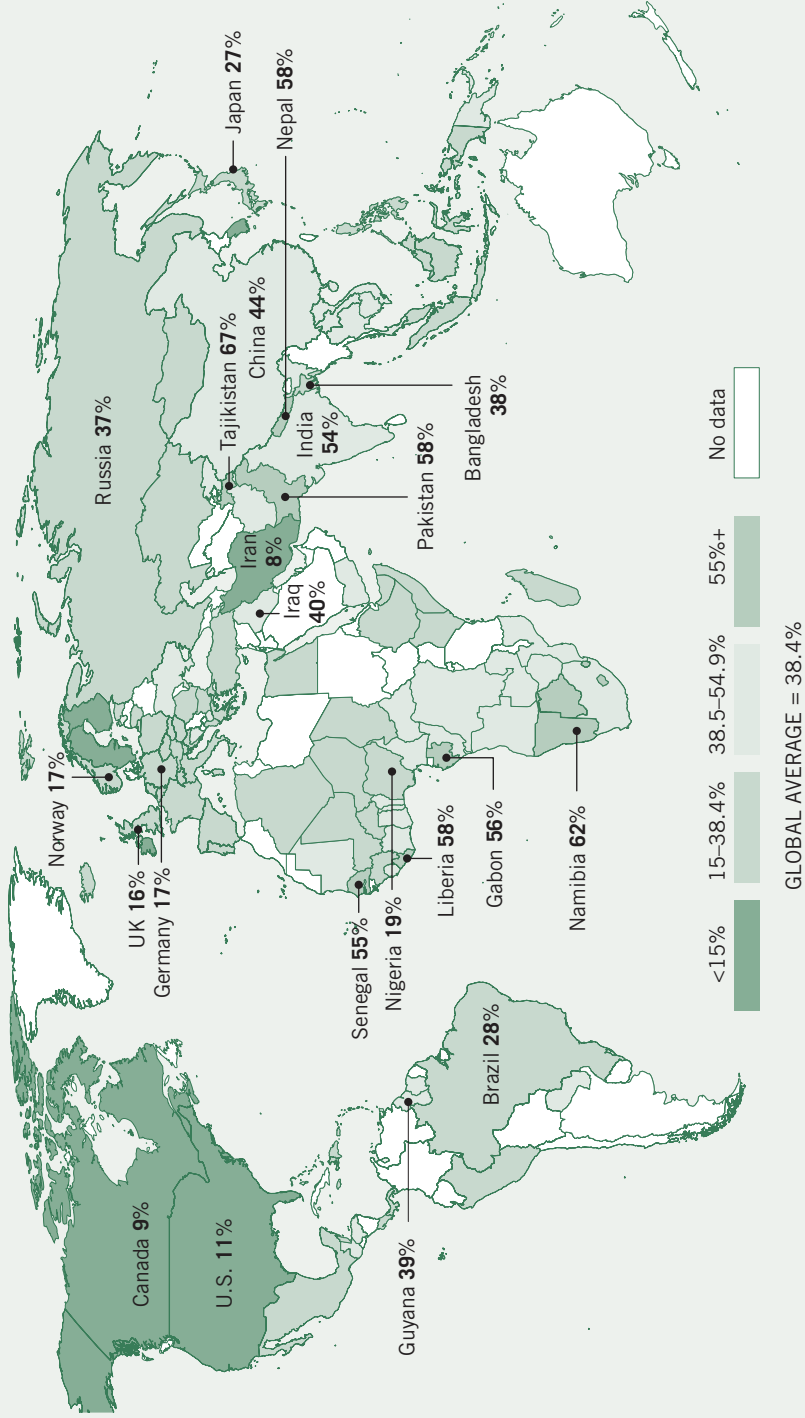 Canada 9%
U.S. 11%
Guyana 39%
Brazil 28%
Norway 17%
UK 16%
Germany 17%
Senegal 55%
Nigeria 19%
Liberia 58%
Gabon 56%
Namibia 62%
Russia 37%
Iran
8%
Iraq
40%
Tajikistan 67%
China 44%
India
54%
Pakistan 58%
Bangladesh
38%
Nepal 58%
Japan 27%
<15%
15–38.4%
38.5–54.9%
55%+
No data
GLOBAL AVERAGE = 38.4%